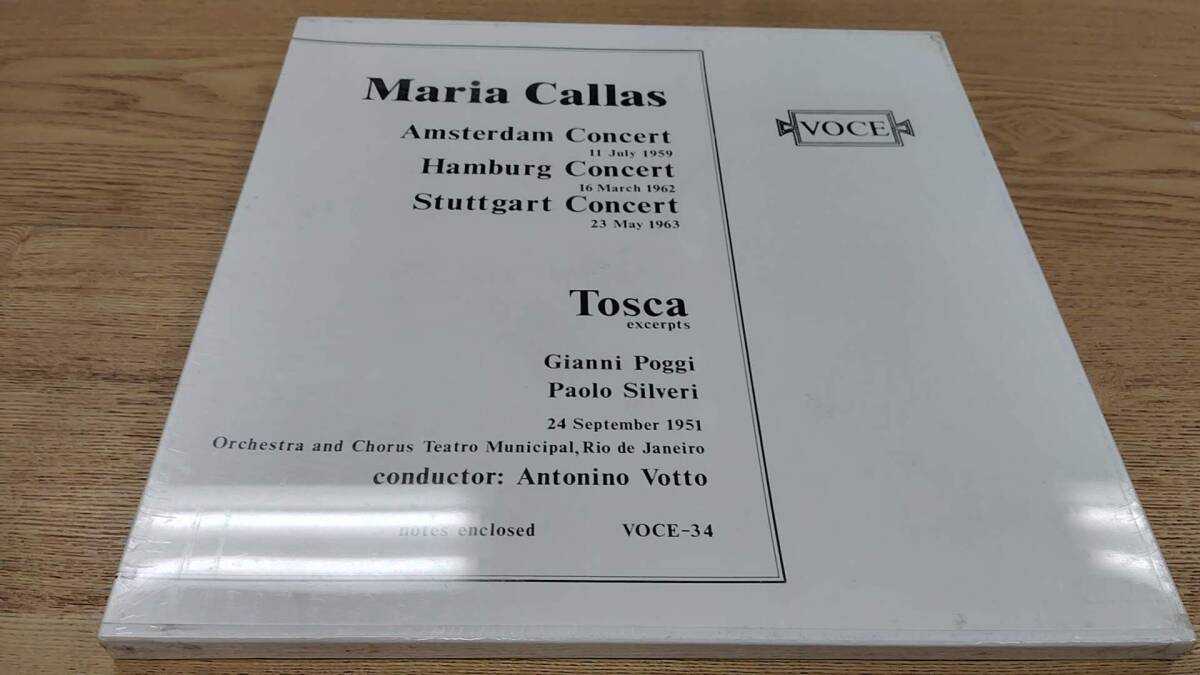 Maria Callas
VOCE
Amsterdam Concert
11 July 1959
Hamburg Concert
16 March 1962
Stuttgart Concert
23 May 1963
Tosca
excerpts
Gianni Poggi
Paolo Silveri
24 September 1951
Orchestra and Chorus Teatro Municipal, Rio de Janeiro
conductor: Antonino Votto
notes enclosed VOCE-34